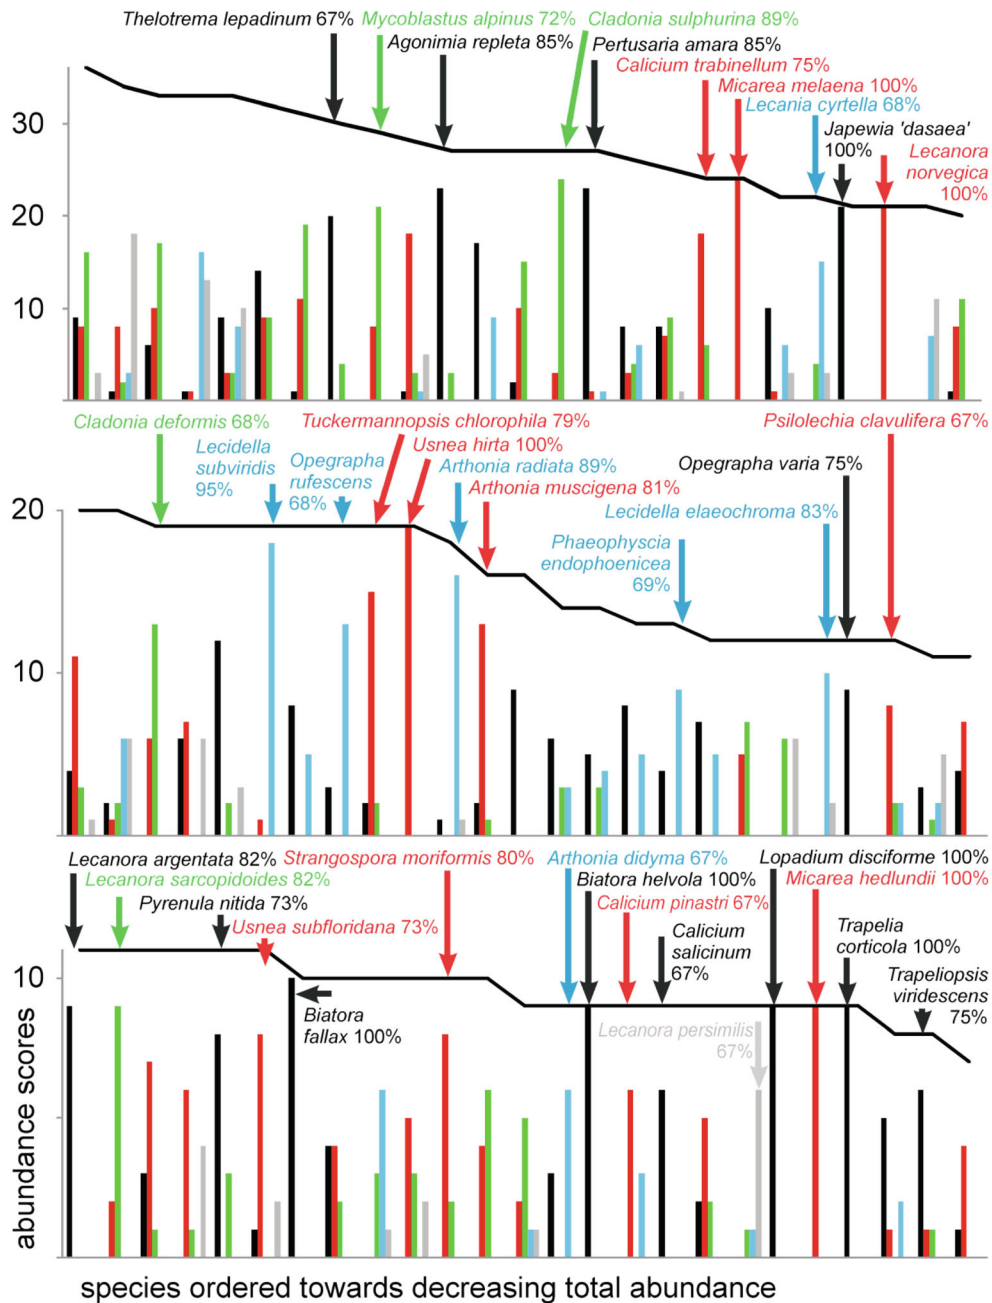 Thelotrema lepadinum 67%
Mycoblastus alpinus 72%
Cladonia sulphurina 89%
Agonimia repleta 85%
Pertusaria amara 85%
Calicium trabinellum 75%
Micarea melaena 100%
Lecania cyrtella 68%
Japewia 'dasaea'
100%
Lecanora
norvegica
100%
30
20
10
Cladonia deformis 68%
Tuckermannopsis chlorophila 79%
Psilolechia clavulifera 67%
Lecidella
subviridis
95%
Opegrapha
rufescens
68%
Usnea hirta 100%
Arthonia radiata 89%
Arthonia muscigena 81%
Opegrapha varia 75%
Lecidella elaeochroma 83%
Phaeophyscia
endophoenicea
69%
20
10
Lecanora argentata 82%
Lecanora sarcopidoides 82%
Pyrenula nitida 73%
Usnea subfloridana 73%
Strangospora moriformis 80%
Arthonia didyma 67%
Biatora helvola 100%
Calicium pinastri 67%
Calicium
salicinum
67%
Lopadium disciforme 100%
Micarea hedlundii 100%
Trapelia
corticola 100%
Trapeliopsis
viridescens
75%
Biatora
fallax 100%
Lecanora persimilis
67%
10
abundance scores
species ordered towards decreasing total abundance